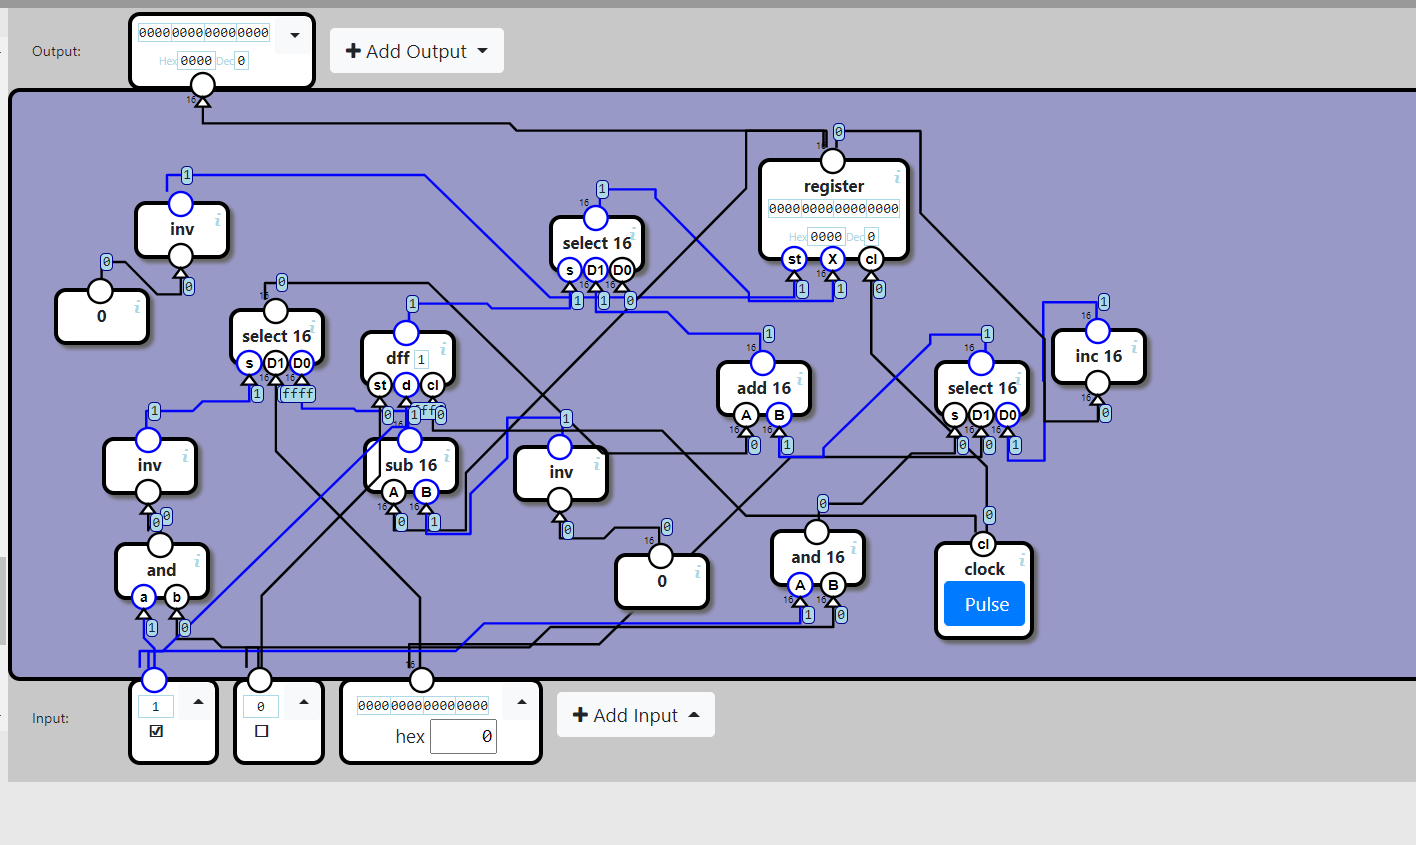 Output:
0000000000000000
Hex 0000 Dec 0
Add Output
16
0
16
register
0000000000000000
Hex 0000 Dec 0
st X cl
16
1 1 0
1
inv
0
0
0
1
16
select 16
s D1 D0
16 16
1 1 0
0
16
select 16
s D1 D0
16 16
1 ffff
1
dff 1
st d cl
0 1 0
1
16
add 16
A B
16 16
0 1
1
16
select 16
s D1 D0
16 16
0 0 1
1
16
inc 16
16
0
1
inv
0 0
16
sub 16
A B
16 16
0 1
1
inv
0
0
16
0
and
a b
1 0
0
and 16
A B
16 16
1 0
0
cl
clock
Pulse
16
Input:
1
0
0000000000000000
hex 0
Add Input